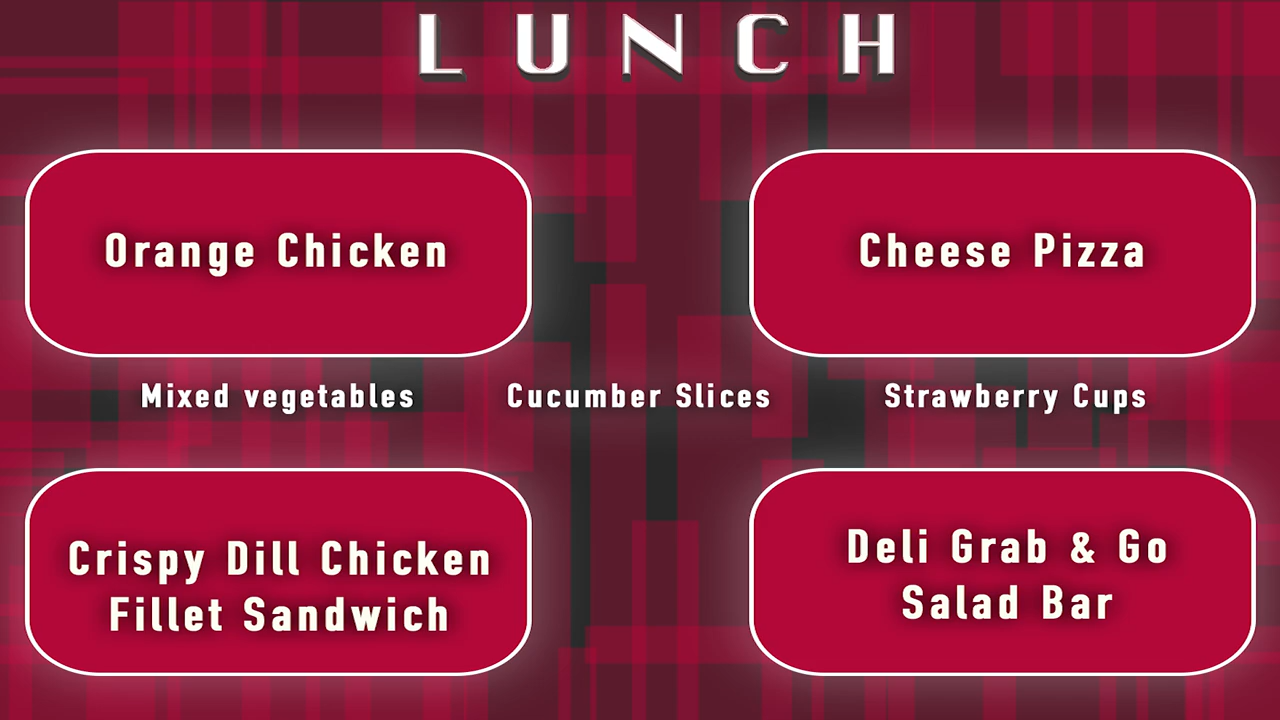 LUNCH
Orange Chicken
Cheese Pizza
Mixed vegetables
Cucumber Slices
Strawberry Cups
Crispy Dill Chicken
Fillet Sandwich
Deli Grab & Go
Salad Bar